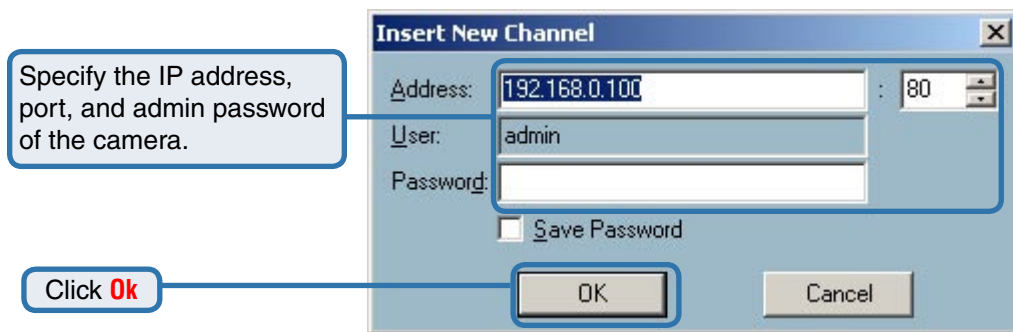 Insert New Channel
Specify the IP address,
port, and admin password
of the camera.
Address: 192.168.0.100 : 80
User: admin
Password:
Save Password
Click Ok
OK Cancel